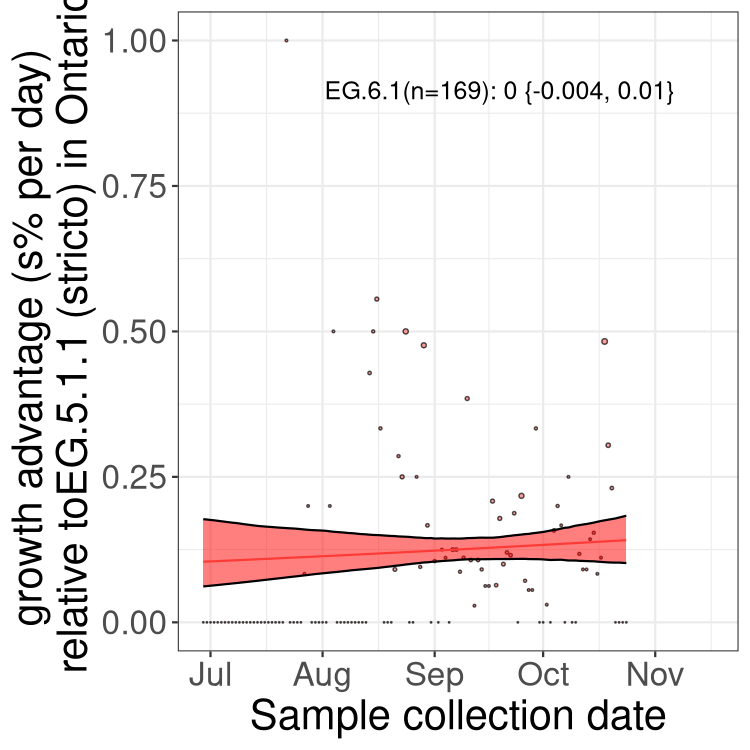 growth advantage (s% per day)
relative toEG.5.1.1 (stricto) in Ontario
1.00
0.75
0.50
0.25
0.00
EG.6.1(n=169): 0 {-0.004, 0.01}
Jul Aug Sep Oct Nov
Sample collection date